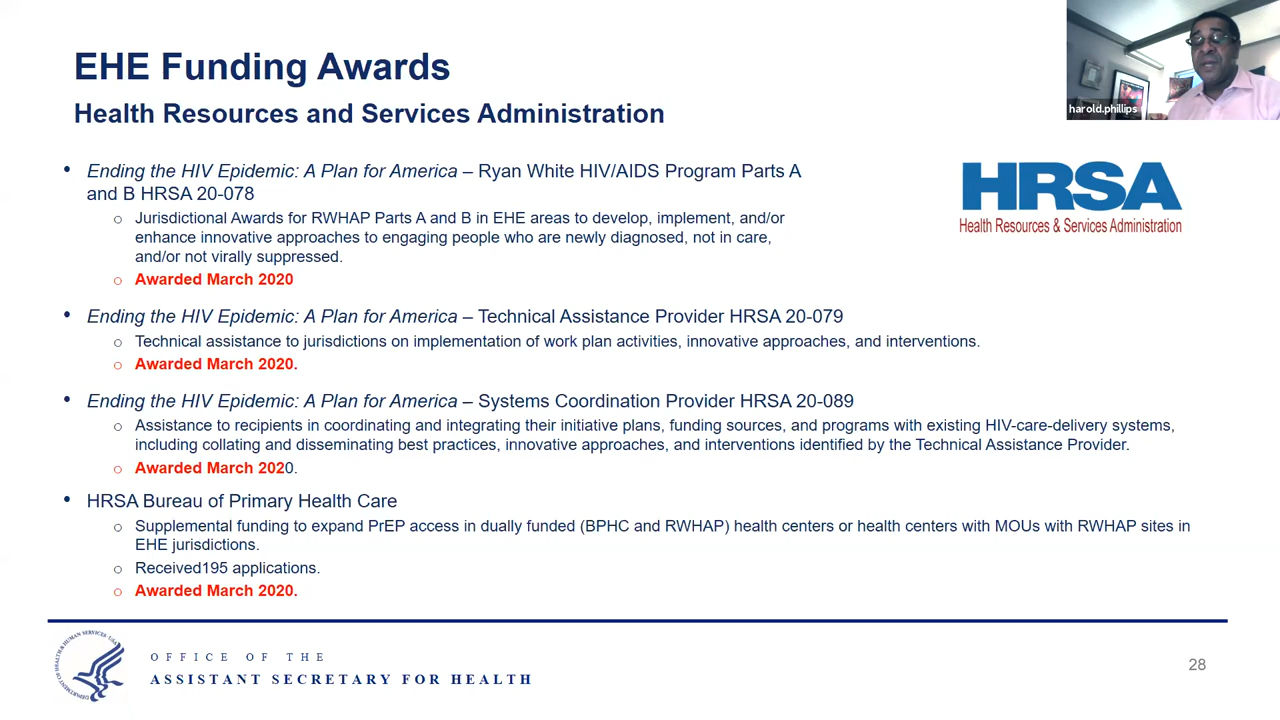 EHE Funding Awards
Health Resources and Services Administration
harold.phillips
HRSA
Health Resources & Services Administration
• Ending the HIV Epidemic: A Plan for America – Ryan White HIV/AIDS Program Parts A
and B HRSA 20-078
o Jurisdictional Awards for RWHAP Parts A and B in EHE areas to develop, implement, and/or
enhance innovative approaches to engaging people who are newly diagnosed, not in care,
and/or not virally suppressed.
o Awarded March 2020
• Ending the HIV Epidemic: A Plan for America – Technical Assistance Provider HRSA 20-079
o Technical assistance to jurisdictions on implementation of work plan activities, innovative approaches, and interventions.
o Awarded March 2020.
• Ending the HIV Epidemic: A Plan for America – Systems Coordination Provider HRSA 20-089
o Assistance to recipients in coordinating and integrating their initiative plans, funding sources, and programs with existing HIV-care-delivery systems,
including collating and disseminating best practices, innovative approaches, and interventions identified by the Technical Assistance Provider.
o Awarded March 2020.
• HRSA Bureau of Primary Health Care
o Supplemental funding to expand PrEP access in dually funded (BPHC and RWHAP) health centers or health centers with MOUs with RWHAP sites in
EHE jurisdictions.
o Received195 applications.
o Awarded March 2020.
DEPARTMENT OF HEALTH & HUMAN SERVICES · USA
OFFICE OF THE
ASSISTANT SECRETARY FOR HEALTH
28